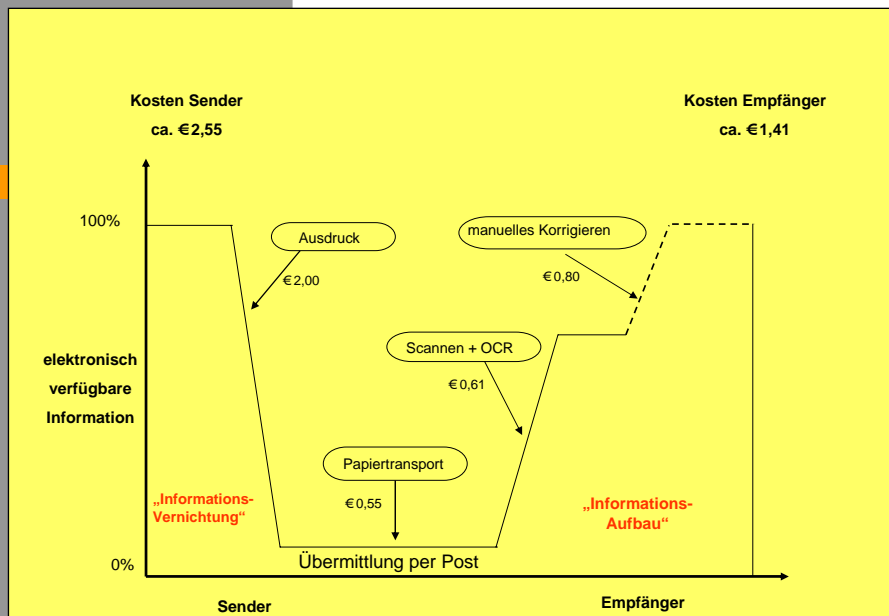 Kosten Sender
ca. €2,55
Kosten Empfänger
ca. €1,41
100%
Ausdruck
€2,00
manuelles Korrigieren
€0,80
elektronisch
verfügbare
Information
Scannen + OCR
€0,61
Papiertransport
€0,55
„Informations-
Vernichtung“
„Informations-
Aufbau“
0%
Übermittlung per Post
Sender
Empfänger